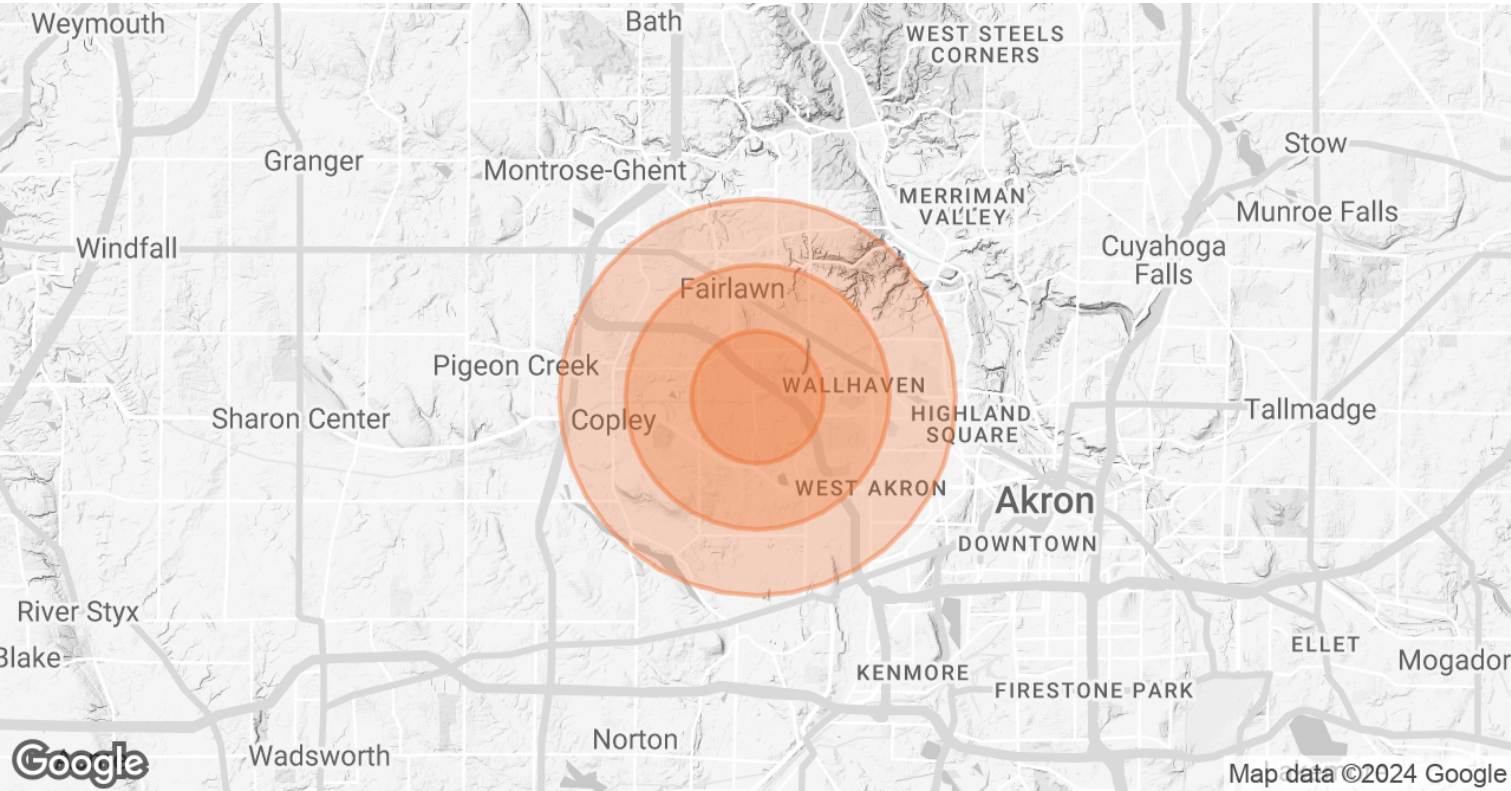 Weymouth
Bath
WEST STEELS
CORNERS
Stow
Granger
Montrose-Ghent
MERRIMAN
VALLEY
Munroe Falls
Windfall
Cuyahoga
Falls
Fairlawn
Pigeon Creek
WALLHAVEN
Sharon Center
Copley
HIGHLAND
SQUARE
Tallmadge
WEST AKRON
Akron
DOWNTOWN
River Styx
ELLET
Blake
Mogador
KENMORE
FIRESTONE PARK
Norton
Wadsworth
Google
Map data ©2024 Google